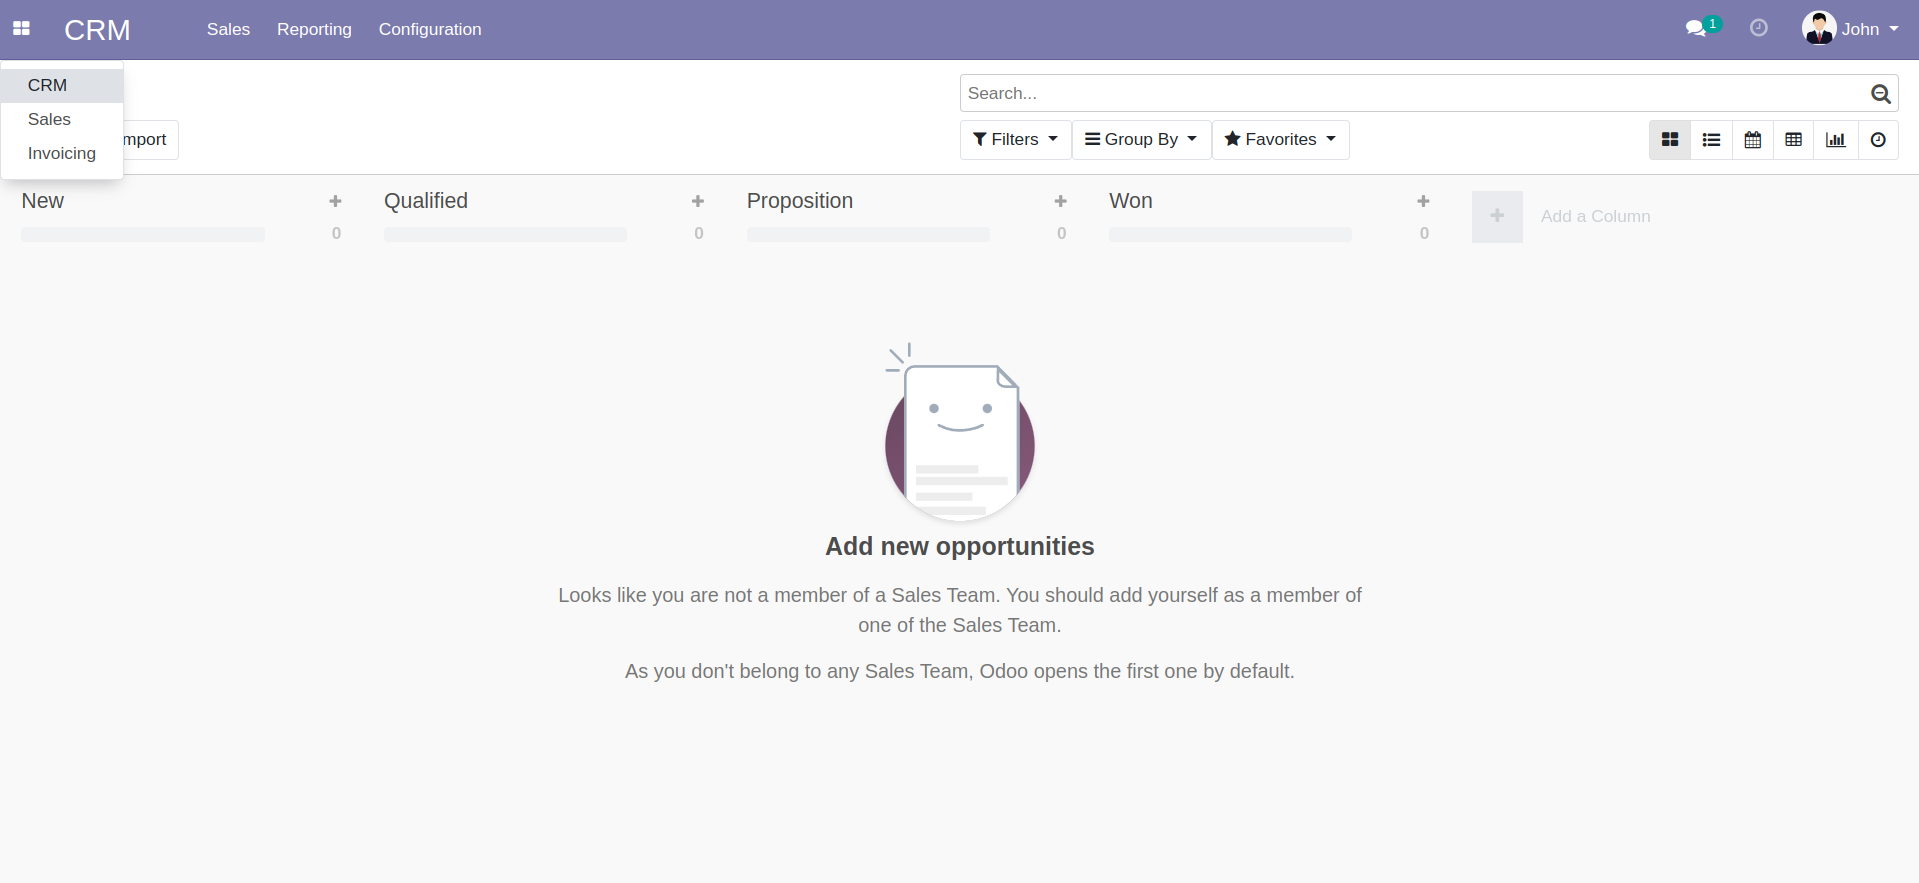 CRM
Sales
Reporting
Configuration
1
John
CRM
Sales
Invoicing
mport
Search...
Filters
Group By
Favorites
New
0
Qualified
0
Proposition
0
Won
0
Add a Column
Add new opportunities
Looks like you are not a member of a Sales Team. You should add yourself as a member of
one of the Sales Team.
As you don't belong to any Sales Team, Odoo opens the first one by default.